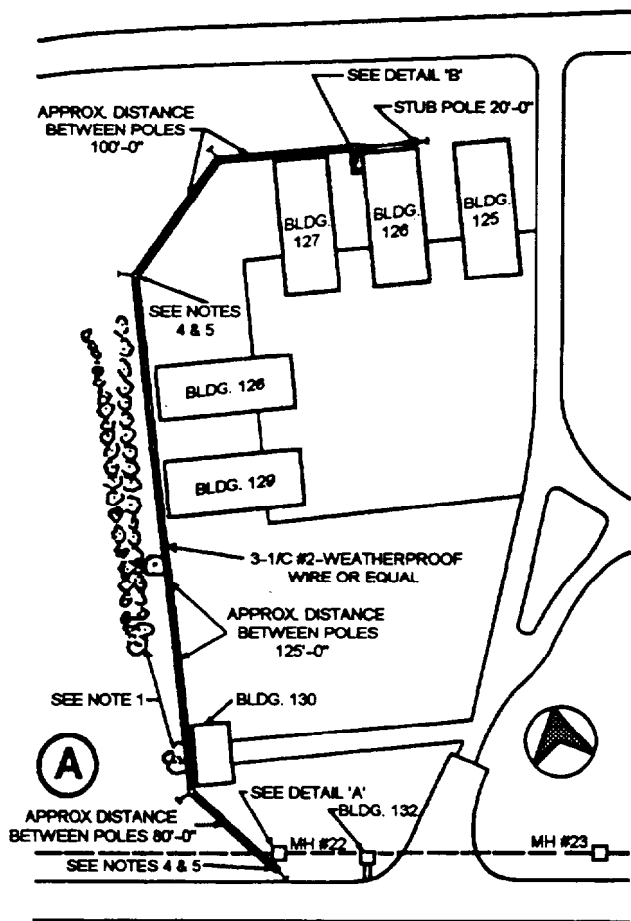 SEE DETAIL 'B'
APPROX. DISTANCE
BETWEEN POLES
100'-0"
STUB POLE 20'-0"
BLDG.
127
BLDG.
126
BLDG.
125
SEE NOTES
4 & 5
BLDG. 126
BLDG. 129
3-1/C #2-WEATHERPROOF
WIRE OR EQUAL
APPROX. DISTANCE
BETWEEN POLES
125'-0"
SEE NOTE 1
BLDG. 130
A
SEE DETAIL 'A'
BLDG. 132
APPROX DISTANCE
BETWEEN POLES 80'-0"
MH #22
MH #23
SEE NOTES 4 & 5